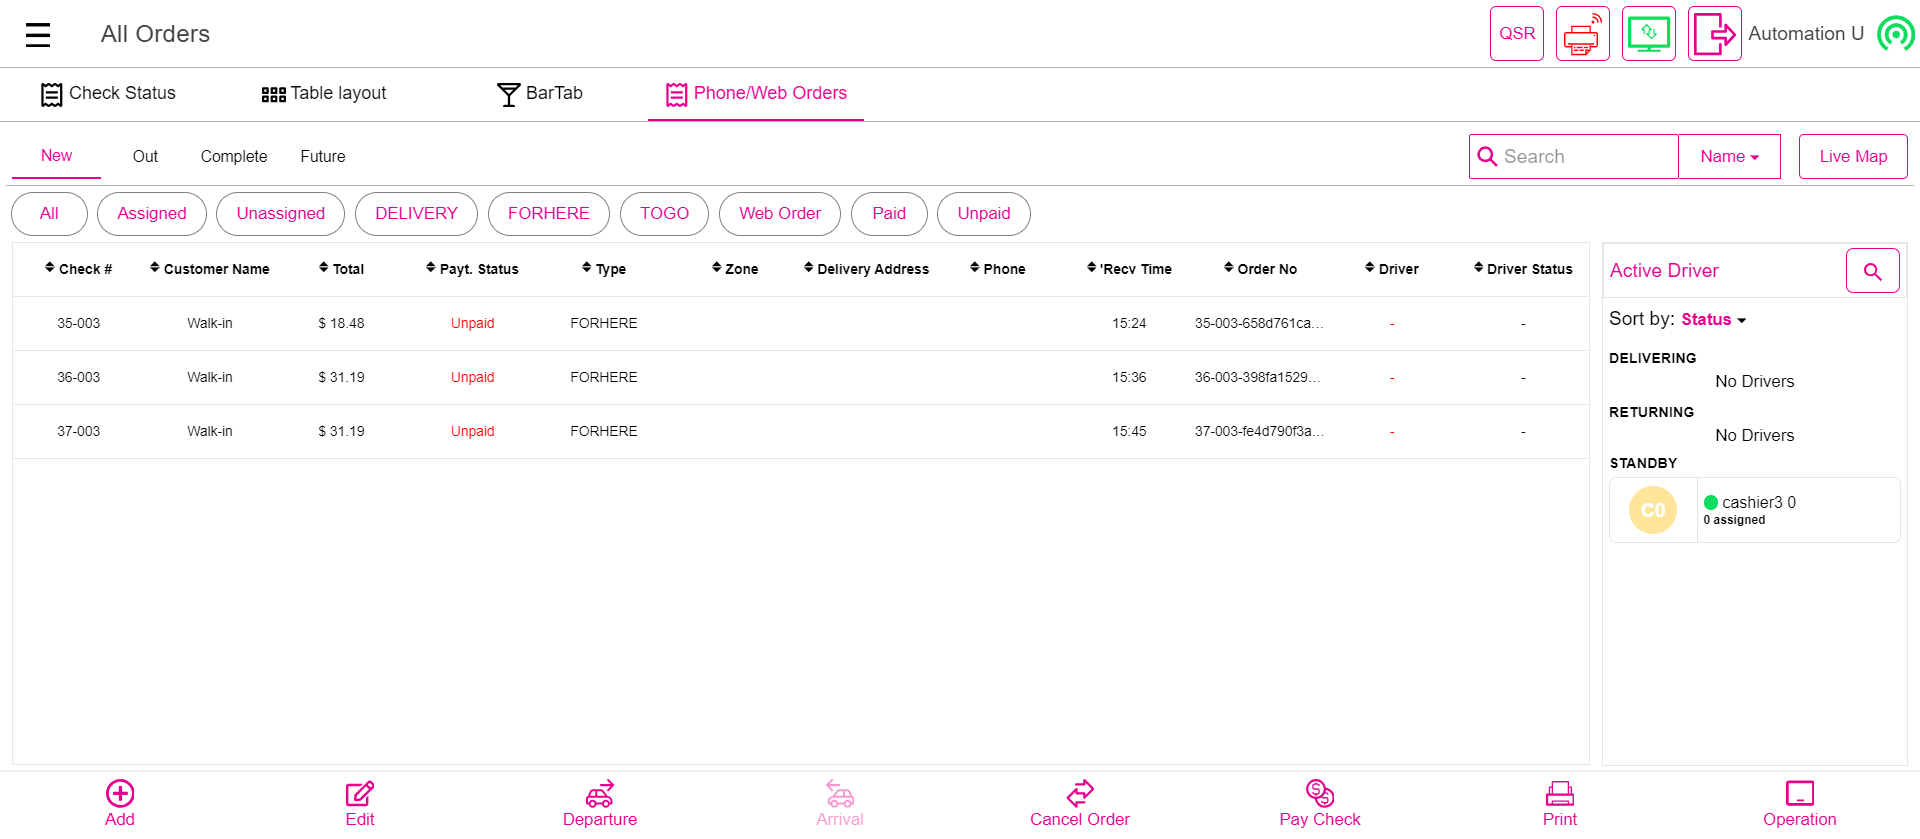 All Orders
QSR
Automation U
Check Status
Table layout
BarTab
Phone/Web Orders
New
Out
Complete
Future
Search
Name
Live Map
All
Assigned
Unassigned
DELIVERY
FORHERE
TOGO
Web Order
Paid
Unpaid
Check # Customer Name Total Payt. Status Type Zone Delivery Address Phone 'Recv Time Order No Driver Driver Status
35-003 Walk-in $ 18.48 Unpaid FORHERE 15:24 35-003-658d761ca... - -
36-003 Walk-in $ 31.19 Unpaid FORHERE 15:36 36-003-398fa1529... - -
37-003 Walk-in $ 31.19 Unpaid FORHERE 15:45 37-003-fe4d790f3a... - -
Active Driver
Sort by: Status
DELIVERING
No Drivers
RETURNING
No Drivers
STANDBY
C0
cashier3 0
0 assigned
Add
Edit
Departure
Arrival
Cancel Order
Pay Check
Print
Operation